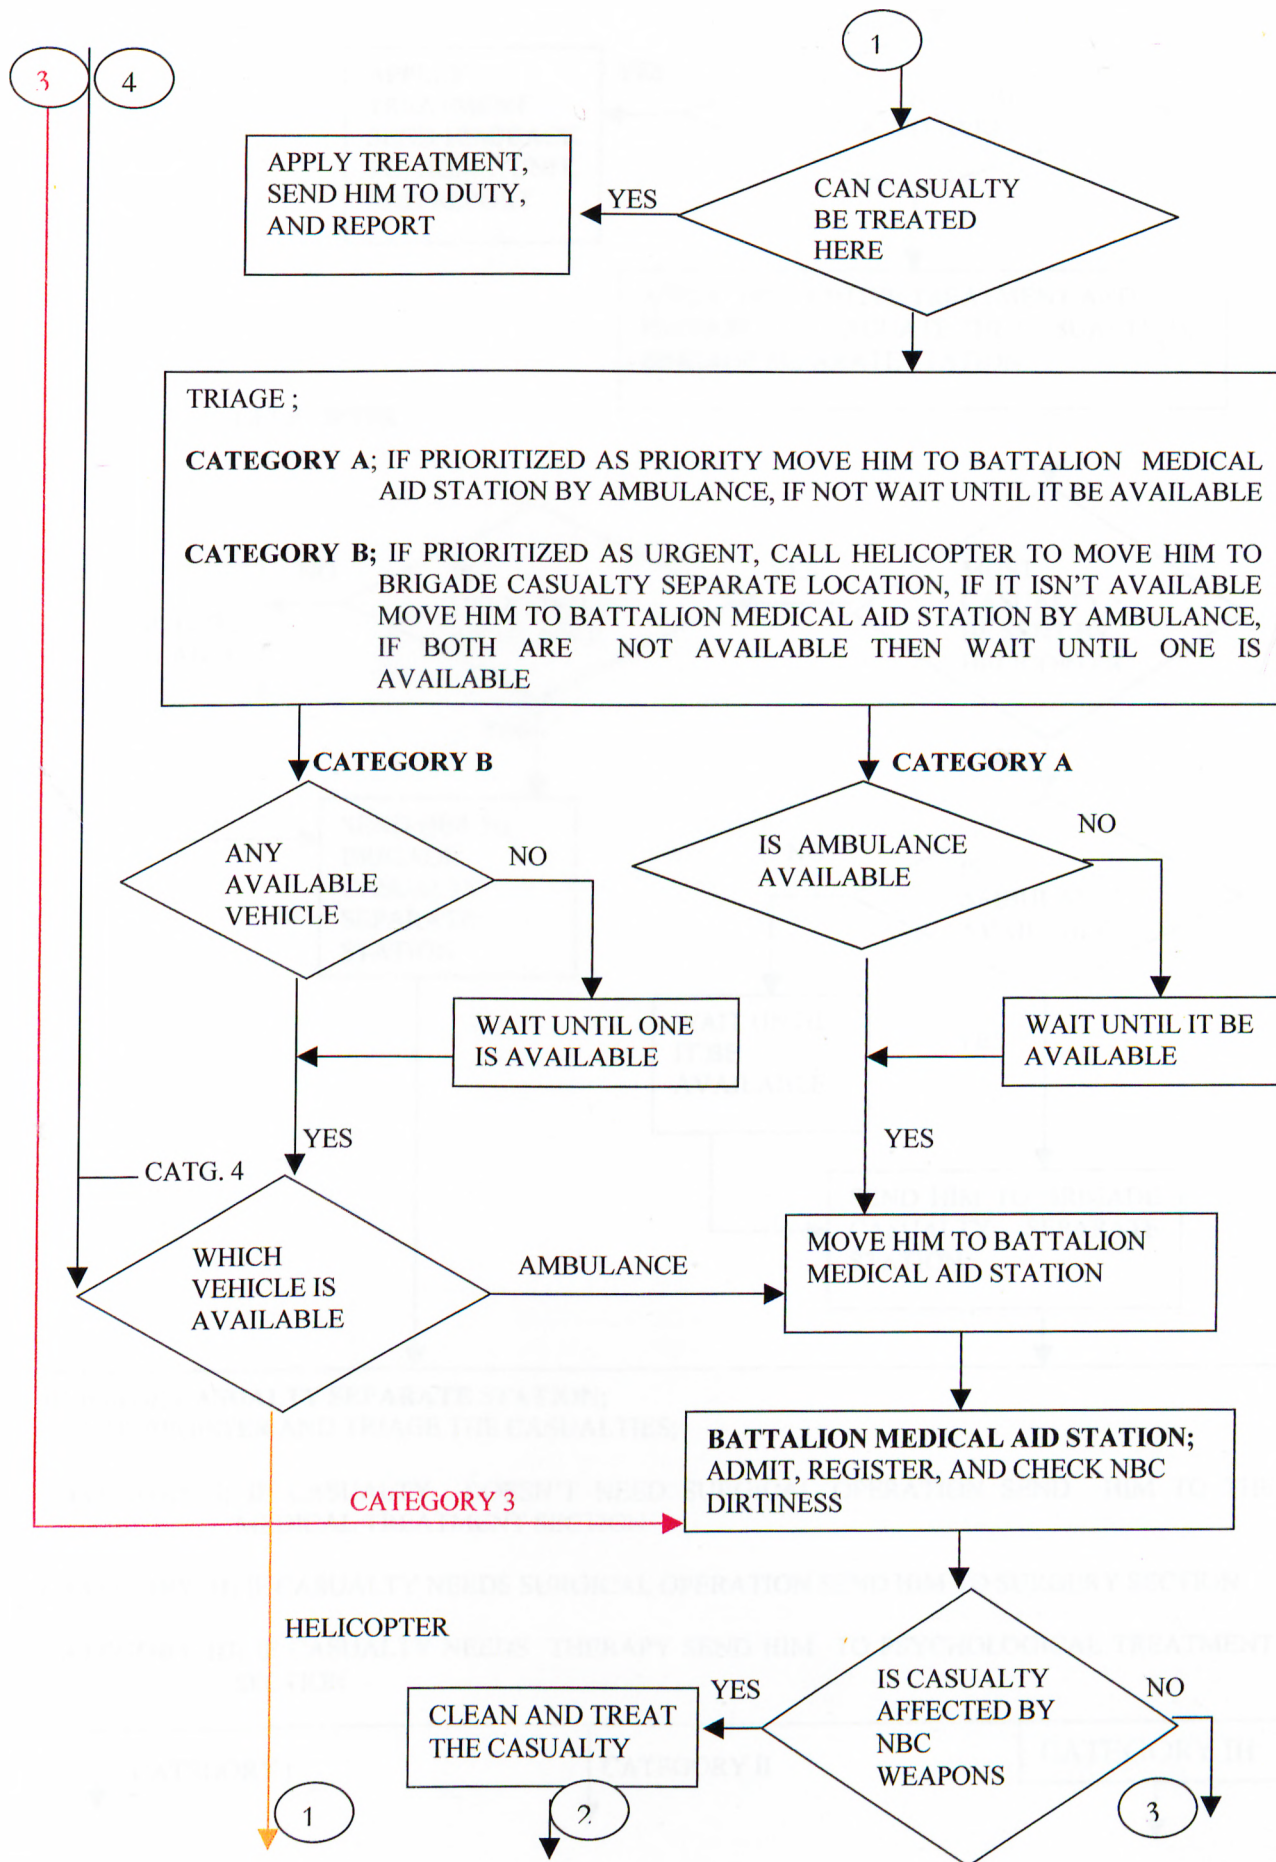 3
4
1
APPLY TREATMENT,
SEND HIM TO DUTY,
AND REPORT
YES
CAN CASUALTY
BE TREATED
HERE
TRIAGE ;
CATEGORY A; IF PRIORITIZED AS PRIORITY MOVE HIM TO BATTALION MEDICAL
AID STATION BY AMBULANCE, IF NOT WAIT UNTIL IT BE AVAILABLE
CATEGORY B; IF PRIORITIZED AS URGENT, CALL HELICOPTER TO MOVE HIM TO
BRIGADE CASUALTY SEPARATE LOCATION, IF IT ISN'T AVAILABLE
MOVE HIM TO BATTALION MEDICAL AID STATION BY AMBULANCE,
IF BOTH ARE NOT AVAILABLE THEN WAIT UNTIL ONE IS
AVAILABLE
CATEGORY B
CATEGORY A
ANY
AVAILABLE
VEHICLE
NO
IS AMBULANCE
AVAILABLE
NO
WAIT UNTIL ONE
IS AVAILABLE
WAIT UNTIL IT BE
AVAILABLE
YES
YES
CATG. 4
WHICH
VEHICLE IS
AVAILABLE
AMBULANCE
MOVE HIM TO BATTALION
MEDICAL AID STATION
BATTALION MEDICAL AID STATION;
ADMIT, REGISTER, AND CHECK NBC
DIRTINESS
CATEGORY 3
HELICOPTER
CLEAN AND TREAT
THE CASUALTY
YES
IS CASUALTY
AFFECTED BY
NBC
WEAPONS
NO
1
2
3